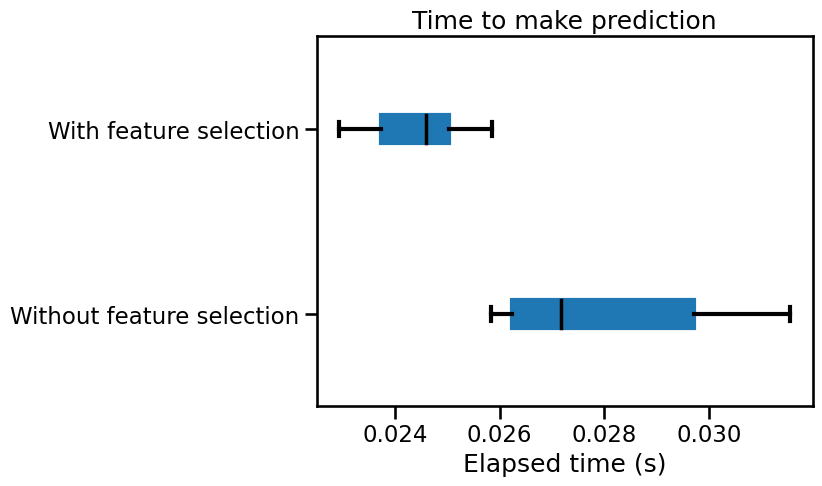 Time to make prediction
With feature selection
Without feature selection
0.024 0.026 0.028 0.030
Elapsed time (s)